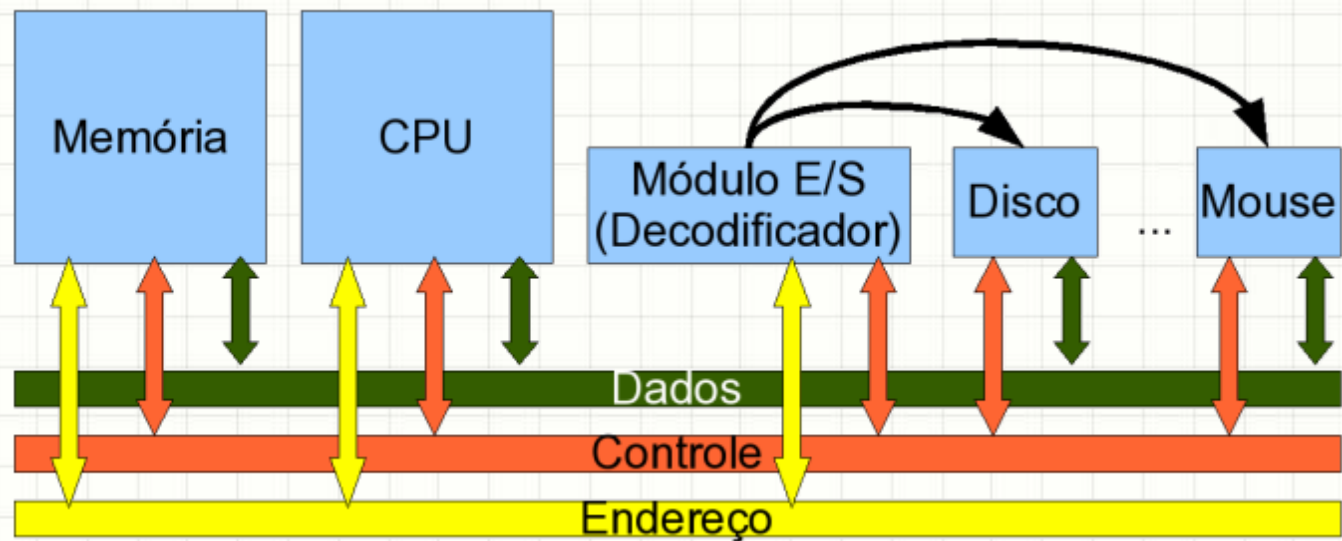 Memória
CPU
Módulo E/S
(Decodificador)
Disco
...
Mouse
Dados
Controle
Endereço